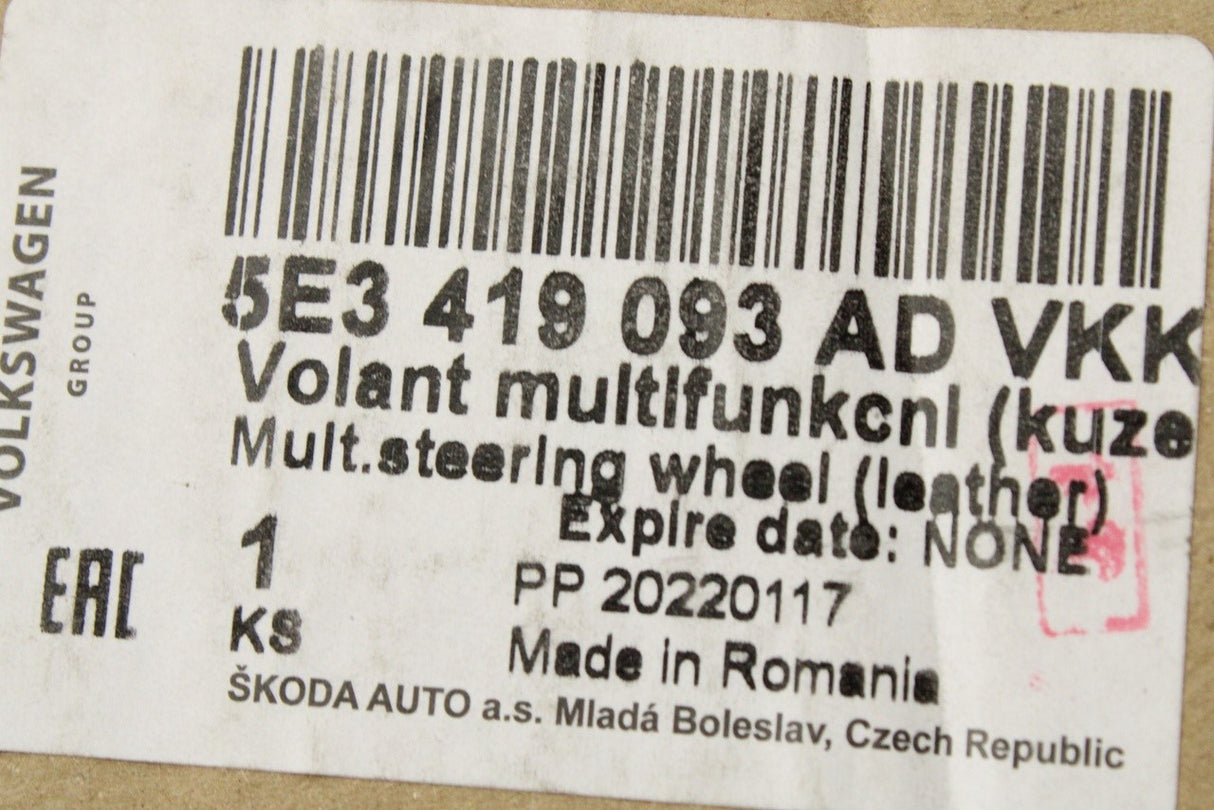 VOLKSWAGEN
GROUP
5E3 419 093 AD VKK
Volant multifunkcnI (kuze
Mult.steering wheel (leather)
Expire date: NONE
1
PP 20220117
KS
Made in Romania
EAC
ŠKODA AUTO a.s. Mladá Boleslav, Czech Republic